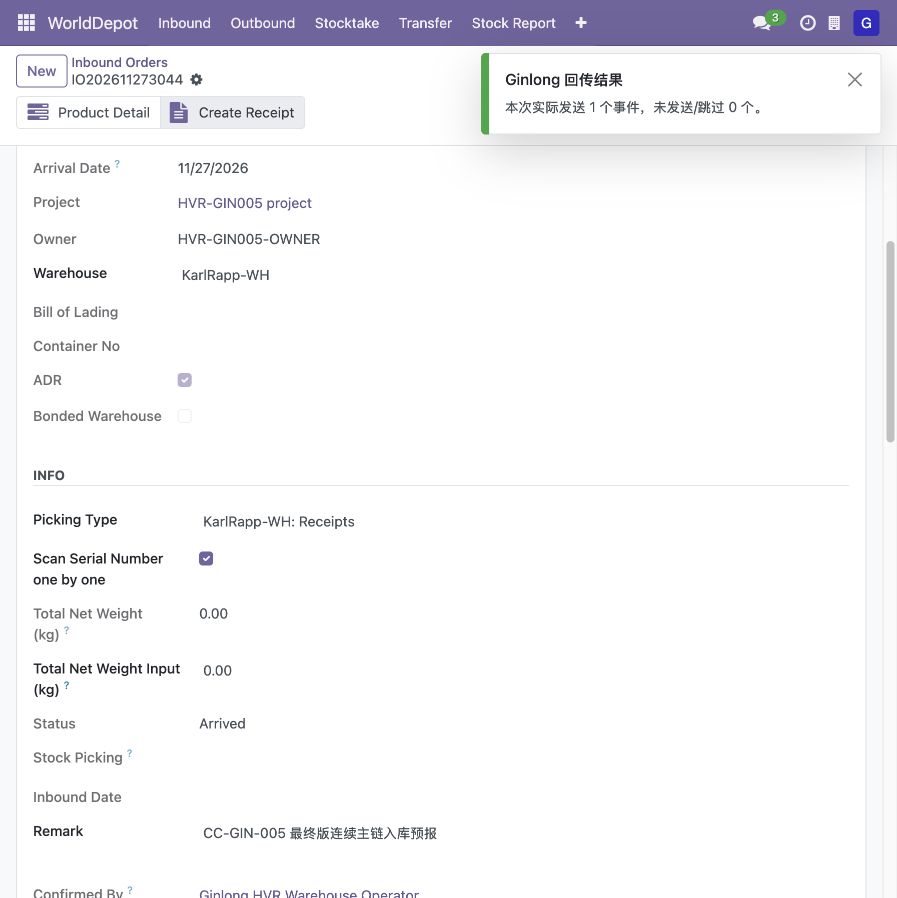 WorldDepot Inbound Outbound Stocktake Transfer Stock Report + 3 G
New
Inbound Orders
IO202611273044
Product Detail
Create Receipt
Ginlong 回传结果
本次实际发送 1 个事件，未发送/跳过 0 个。
Arrival Date ? 11/27/2026
Project HVR-GIN005 project
Owner HVR-GIN005-OWNER
Warehouse KarlRapp-WH
Bill of Lading
Container No
ADR
Bonded Warehouse
INFO
Picking Type KarlRapp-WH: Receipts
Scan Serial Number
one by one
Total Net Weight 0.00
(kg) ?
Total Net Weight Input 0.00
(kg) ?
Status Arrived
Stock Picking ?
Inbound Date
Remark CC-GIN-005 最终版连续主链入库预报
Confirmed By ? Ginlong HVR Warehouse Operator